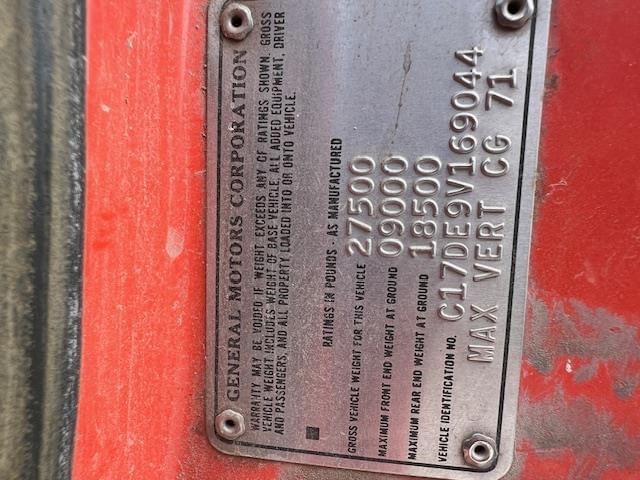 GENERAL MOTORS CORPORATION
WARRANTY MAY BE VOIDED IF WEIGHT EXCEEDS ANY OF RATINGS SHOWN. GROSS
VEHICLE WEIGHT INCLUDES WEIGHT OF BASE VEHICLE, ALL ADDED EQUIPMENT, DRIVER
AND PASSENGERS, AND ALL PROPERTY LOADED INTO OR ONTO VEHICLE.
RATINGS IN POUNDS - AS MANUFACTURED
GROSS VEHICLE WEIGHT FOR THIS VEHICLE 27500
MAXIMUM FRONT END WEIGHT AT GROUND 09000
MAXIMUM REAR END WEIGHT AT GROUND 18500
VEHICLE IDENTIFICATION NO. C17DE9V169044
MAX VERT CG 71